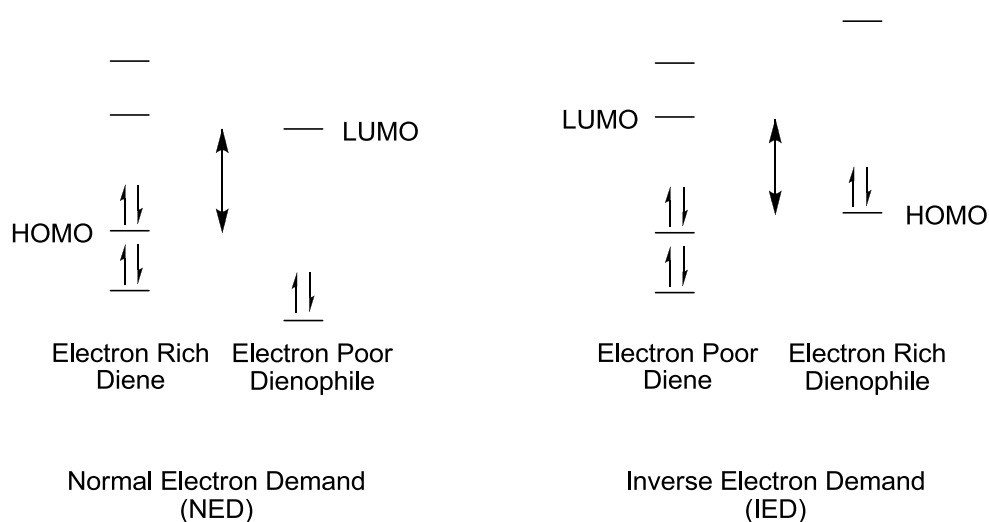 LUMO
HOMO
Electron Rich
Diene
Electron Poor
Dienophile
Normal Electron Demand
(NED)
LUMO
HOMO
Electron Poor
Diene
Electron Rich
Dienophile
Inverse Electron Demand
(IED)